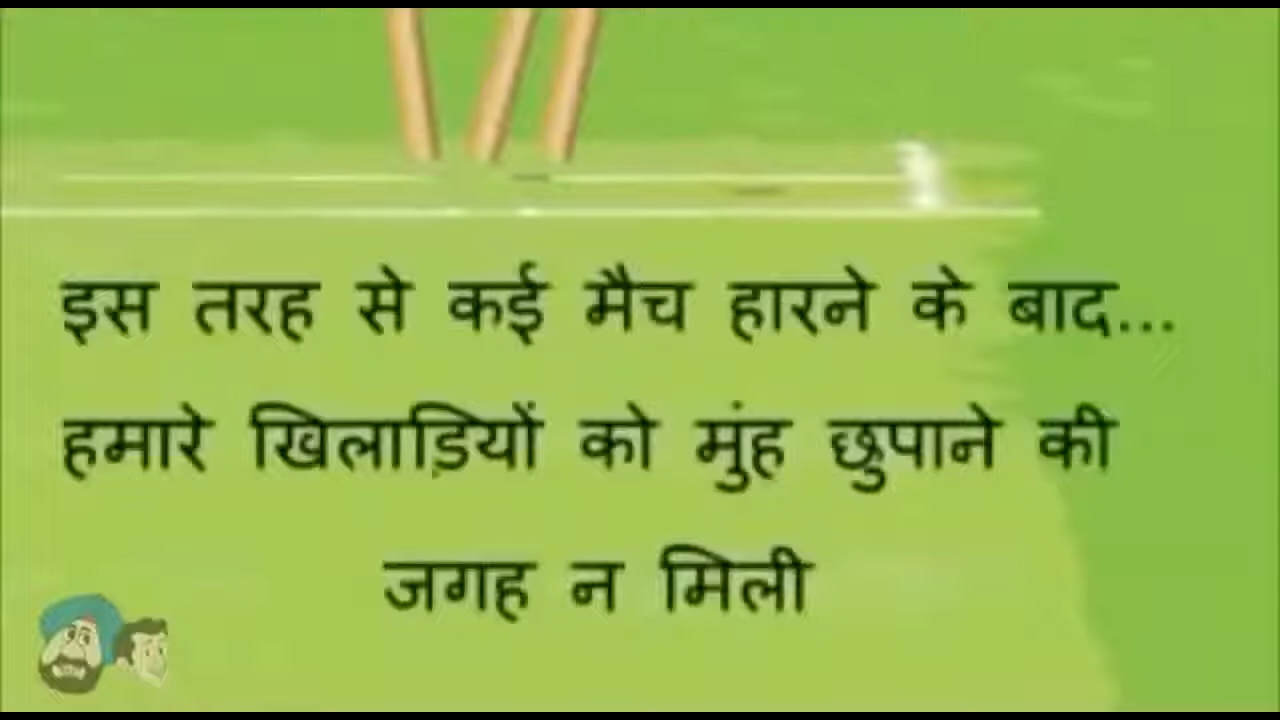 इस तरह से कई मैच हारने के बाद...
हमारे खिलाड़ियों को मुंह छुपाने की
जगह न मिली